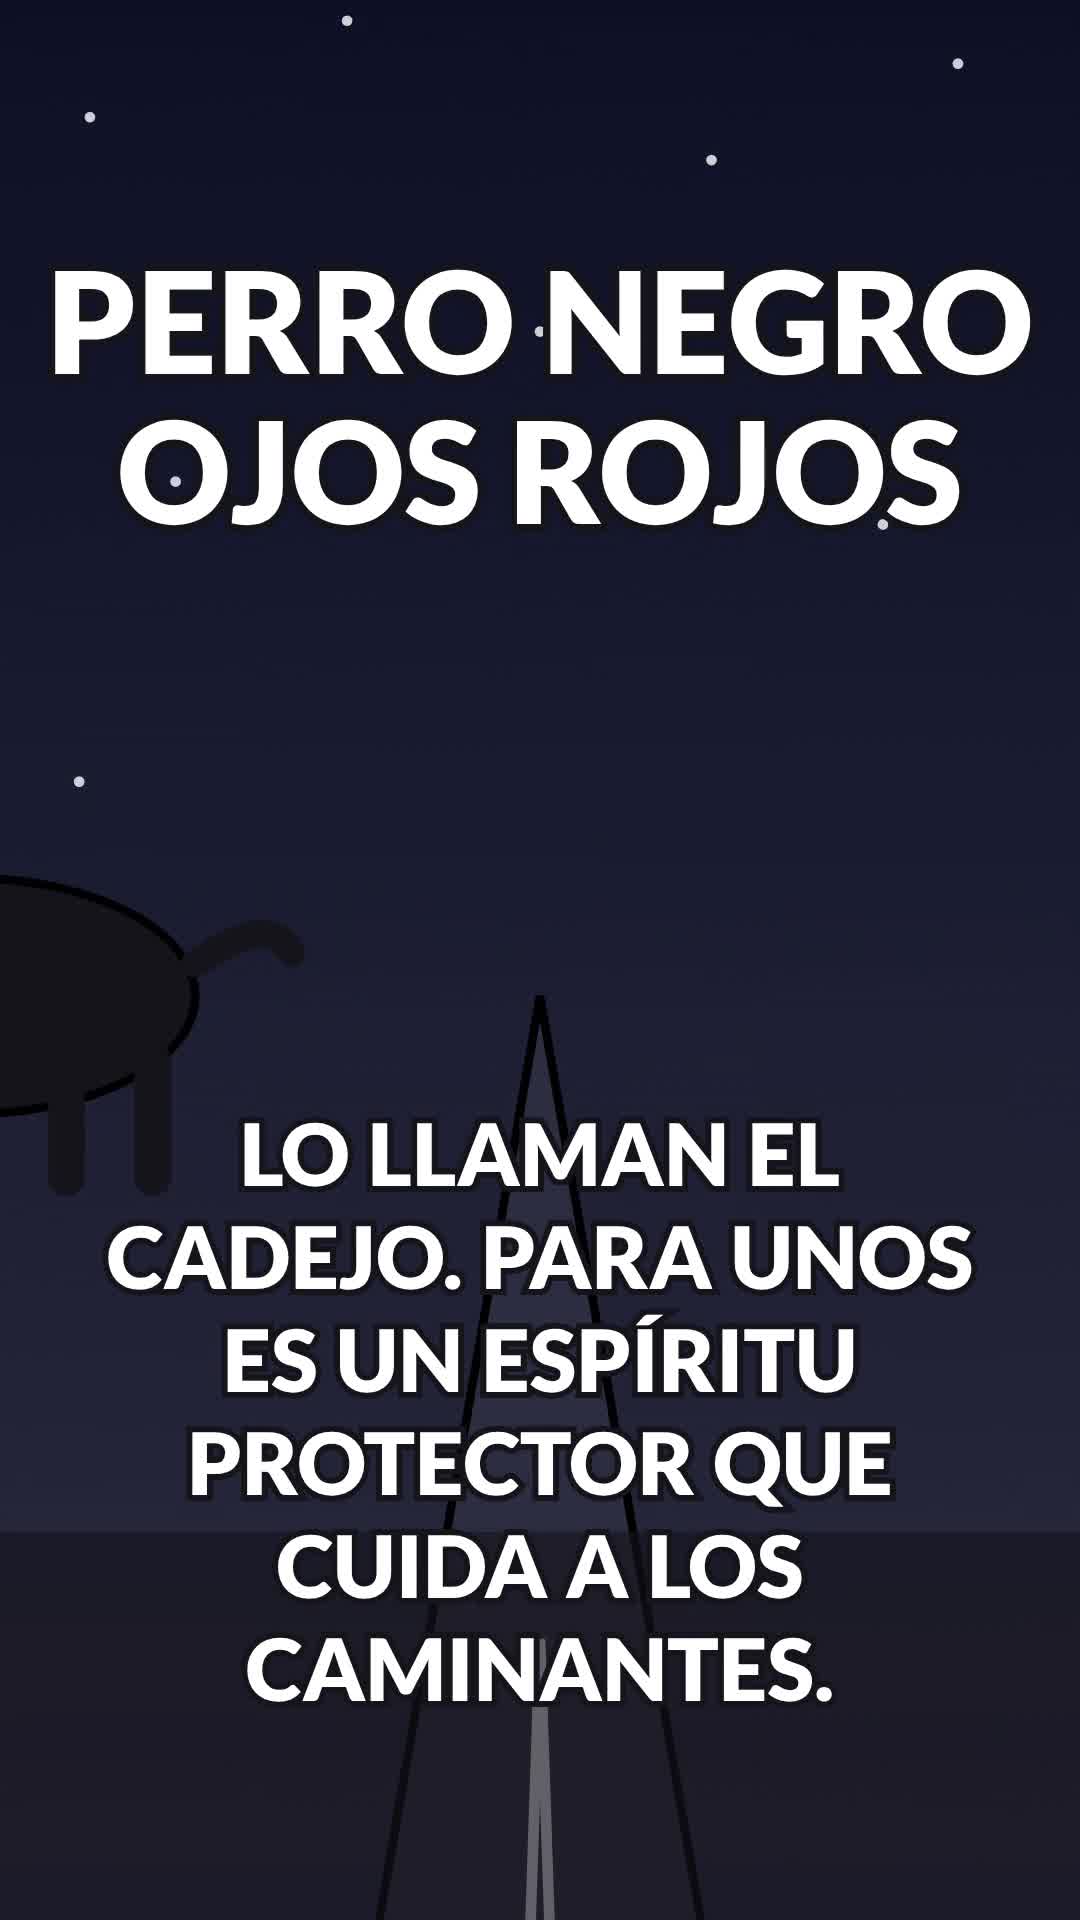 PERRO NEGRO
OJOS ROJOS
LO LLAMAN EL
CADEJO. PARA UNOS
ES UN ESPÍRITU
PROTECTOR QUE
CUIDA A LOS
CAMINANTES.